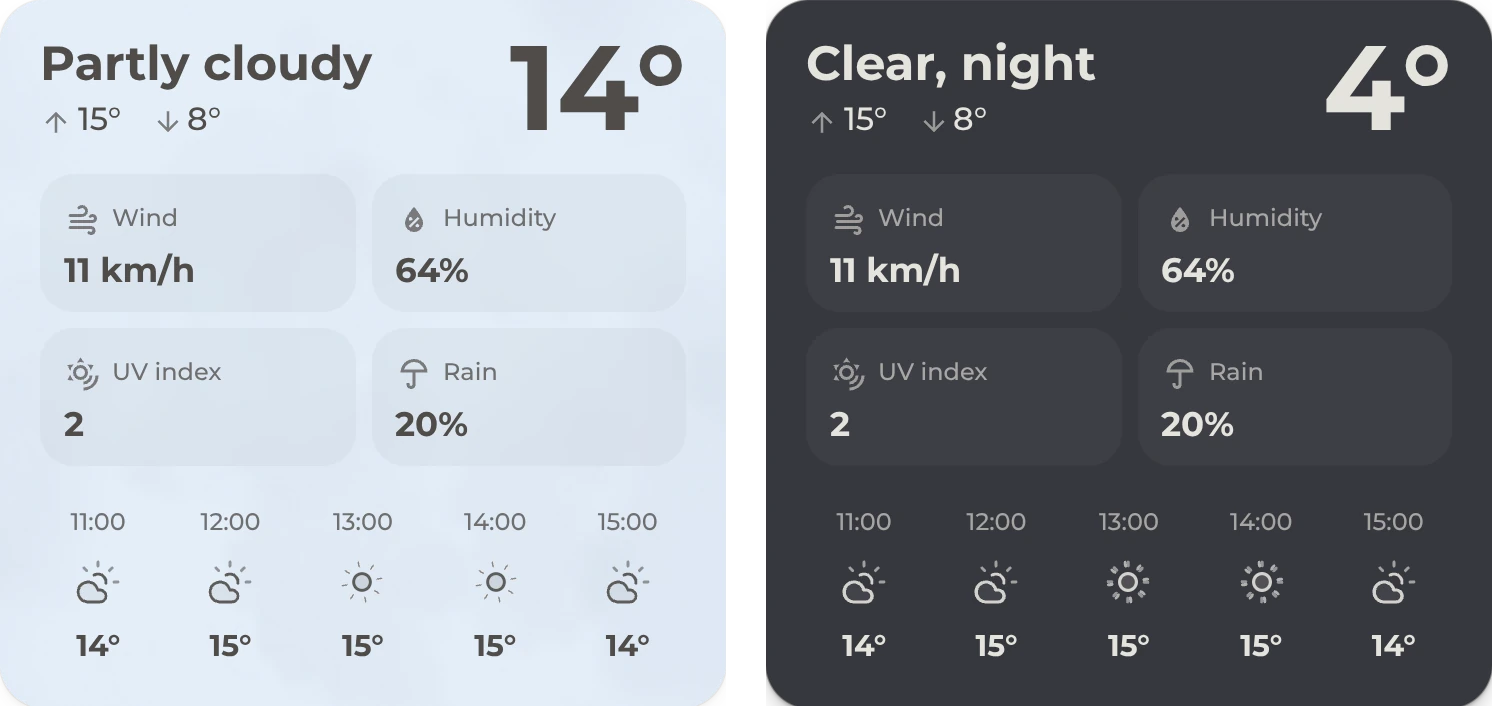 Partly cloudy
14°
↑ 15° ↓ 8°
Wind
11 km/h
Humidity
64%
UV index
2
Rain
20%
11:00 12:00 13:00 14:00 15:00
14° 15° 15° 15° 14°
Clear, night
4°
↑ 15° ↓ 8°
Wind
11 km/h
Humidity
64%
UV index
2
Rain
20%
11:00 12:00 13:00 14:00 15:00
14° 15° 15° 15° 14°